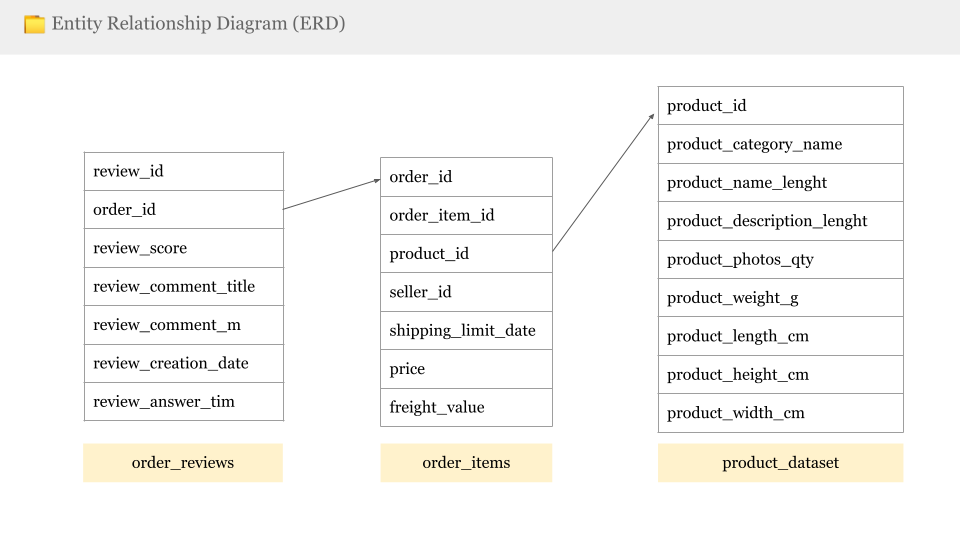 Entity Relationship Diagram (ERD)
review_id
order_id
review_score
review_comment_title
review_comment_m
review_creation_date
review_answer_tim
order_reviews
order_id
order_item_id
product_id
seller_id
shipping_limit_date
price
freight_value
order_items
product_id
product_category_name
product_name_lenght
product_description_lenght
product_photos_qty
product_weight_g
product_length_cm
product_height_cm
product_width_cm
product_dataset